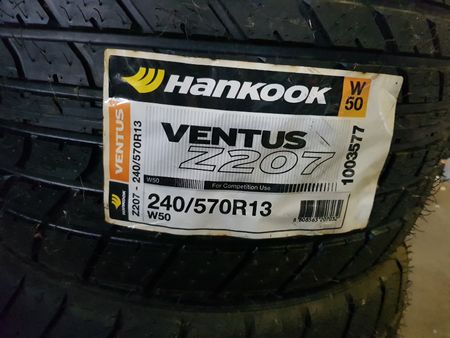 HANKOOK
W
50
VENTUS
Z207
1003577
VENTUS
Z207 - 240/570R13
W50
For Competition Use
240/570R13
W50